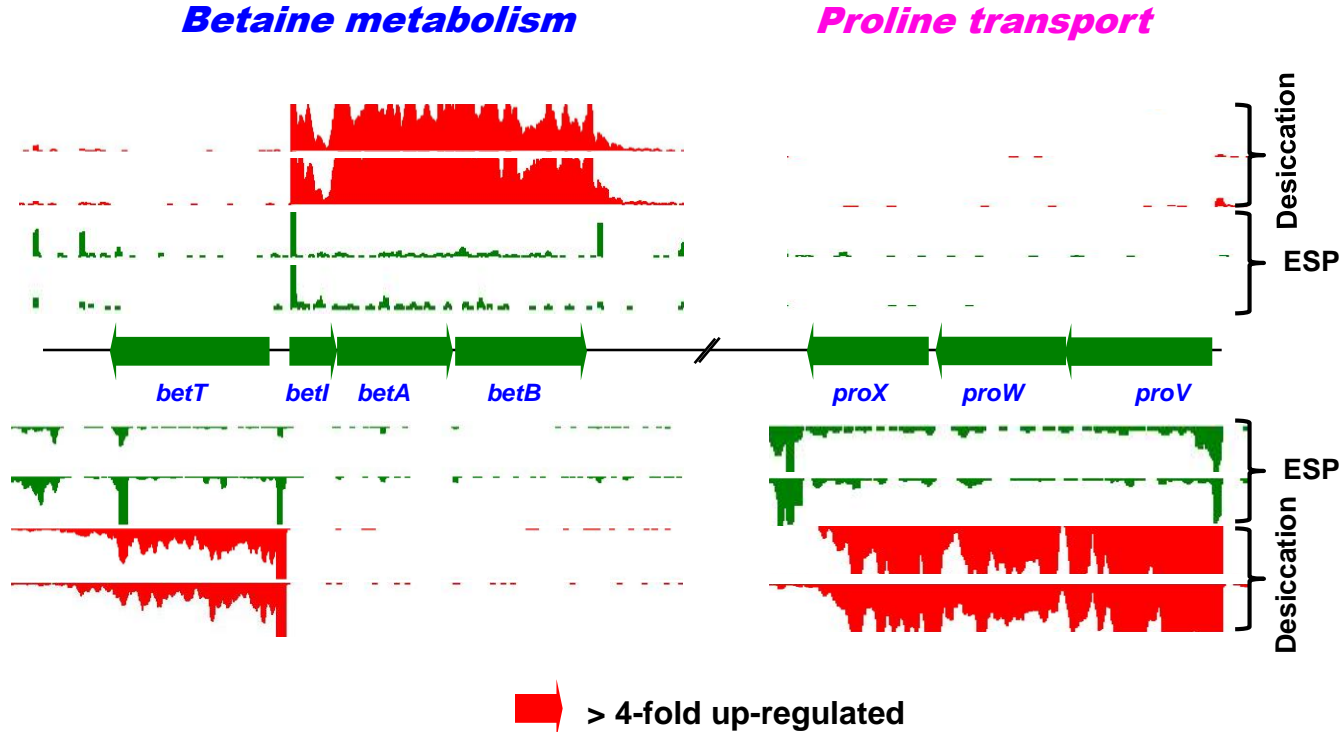 Betaine metabolism
Proline transport
Desiccation
ESP
betT
betI
betA
betB
proX
proW
proV
ESP
Desiccation
> 4-fold up-regulated